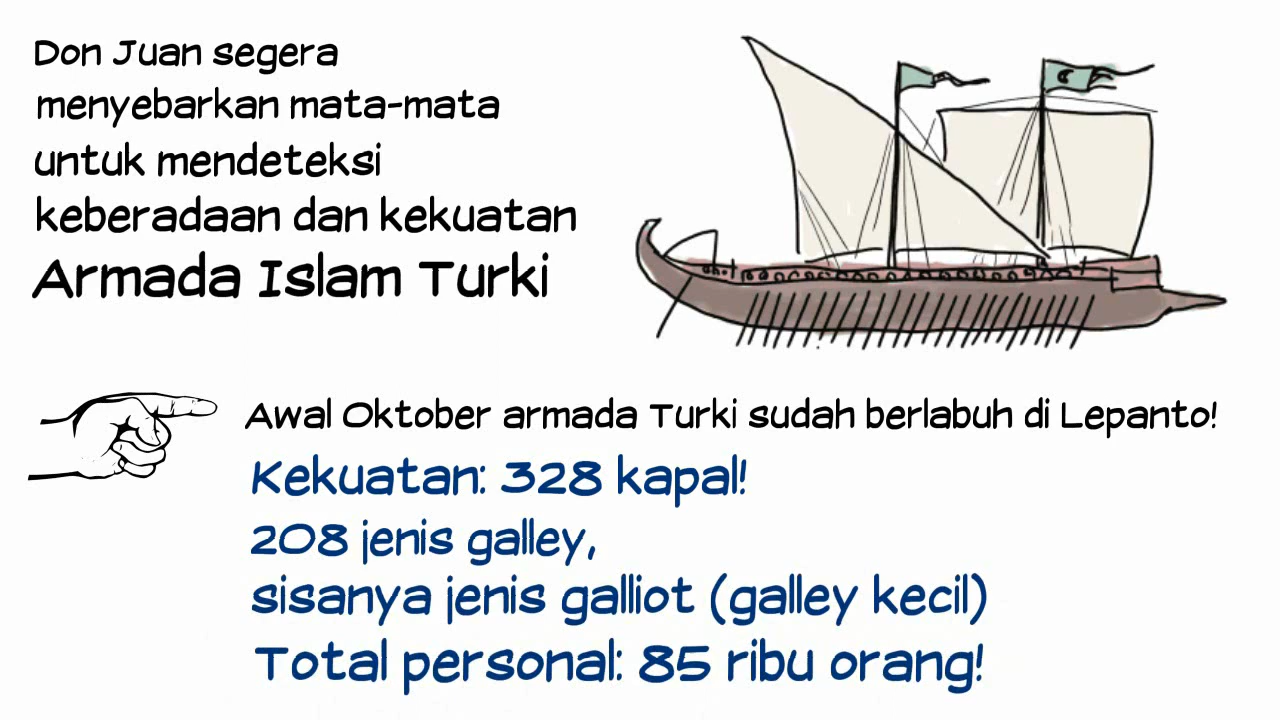 Don Juan segera
menyebarkan mata-mata
untuk mendeteksi
keberadaan dan kekuatan
Armada Islam Turki
Awal Oktober armada Turki sudah berlabuh di Lepanto!
Kekuatan: 328 kapal!
208 jenis galley,
sisanya jenis galliot (galley kecil)
Total personal: 85 ribu orang!